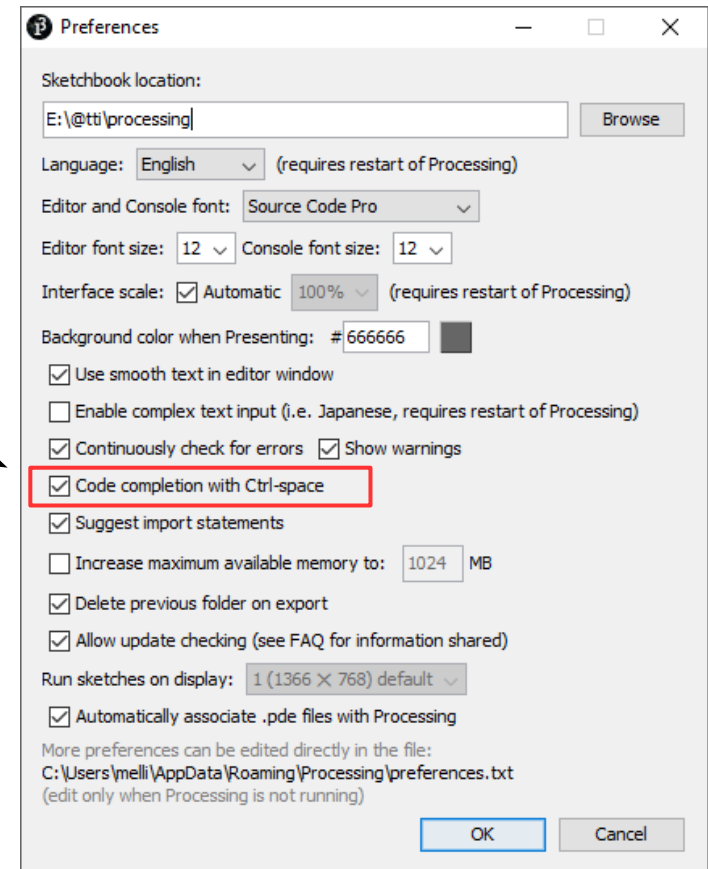 Preferences
Sketchbook location:
E:\@tti\processing Browse
Language: English (requires restart of Processing)
Editor and Console font: Source Code Pro
Editor font size: 12 Console font size: 12
Interface scale: Automatic 100% (requires restart of Processing)
Background color when Presenting: # 666666
Use smooth text in editor window
Enable complex text input (i.e. Japanese, requires restart of Processing)
Continuously check for errors Show warnings
Code completion with Ctrl-space
Suggest import statements
Increase maximum available memory to: 1024 MB
Delete previous folder on export
Allow update checking (see FAQ for information shared)
Run sketches on display: 1 (1366 × 768) default
Automatically associate .pde files with Processing
More preferences can be edited directly in the file:
C:\Users\melli\AppData\Roaming\Processing\preferences.txt
(edit only when Processing is not running)
OK Cancel